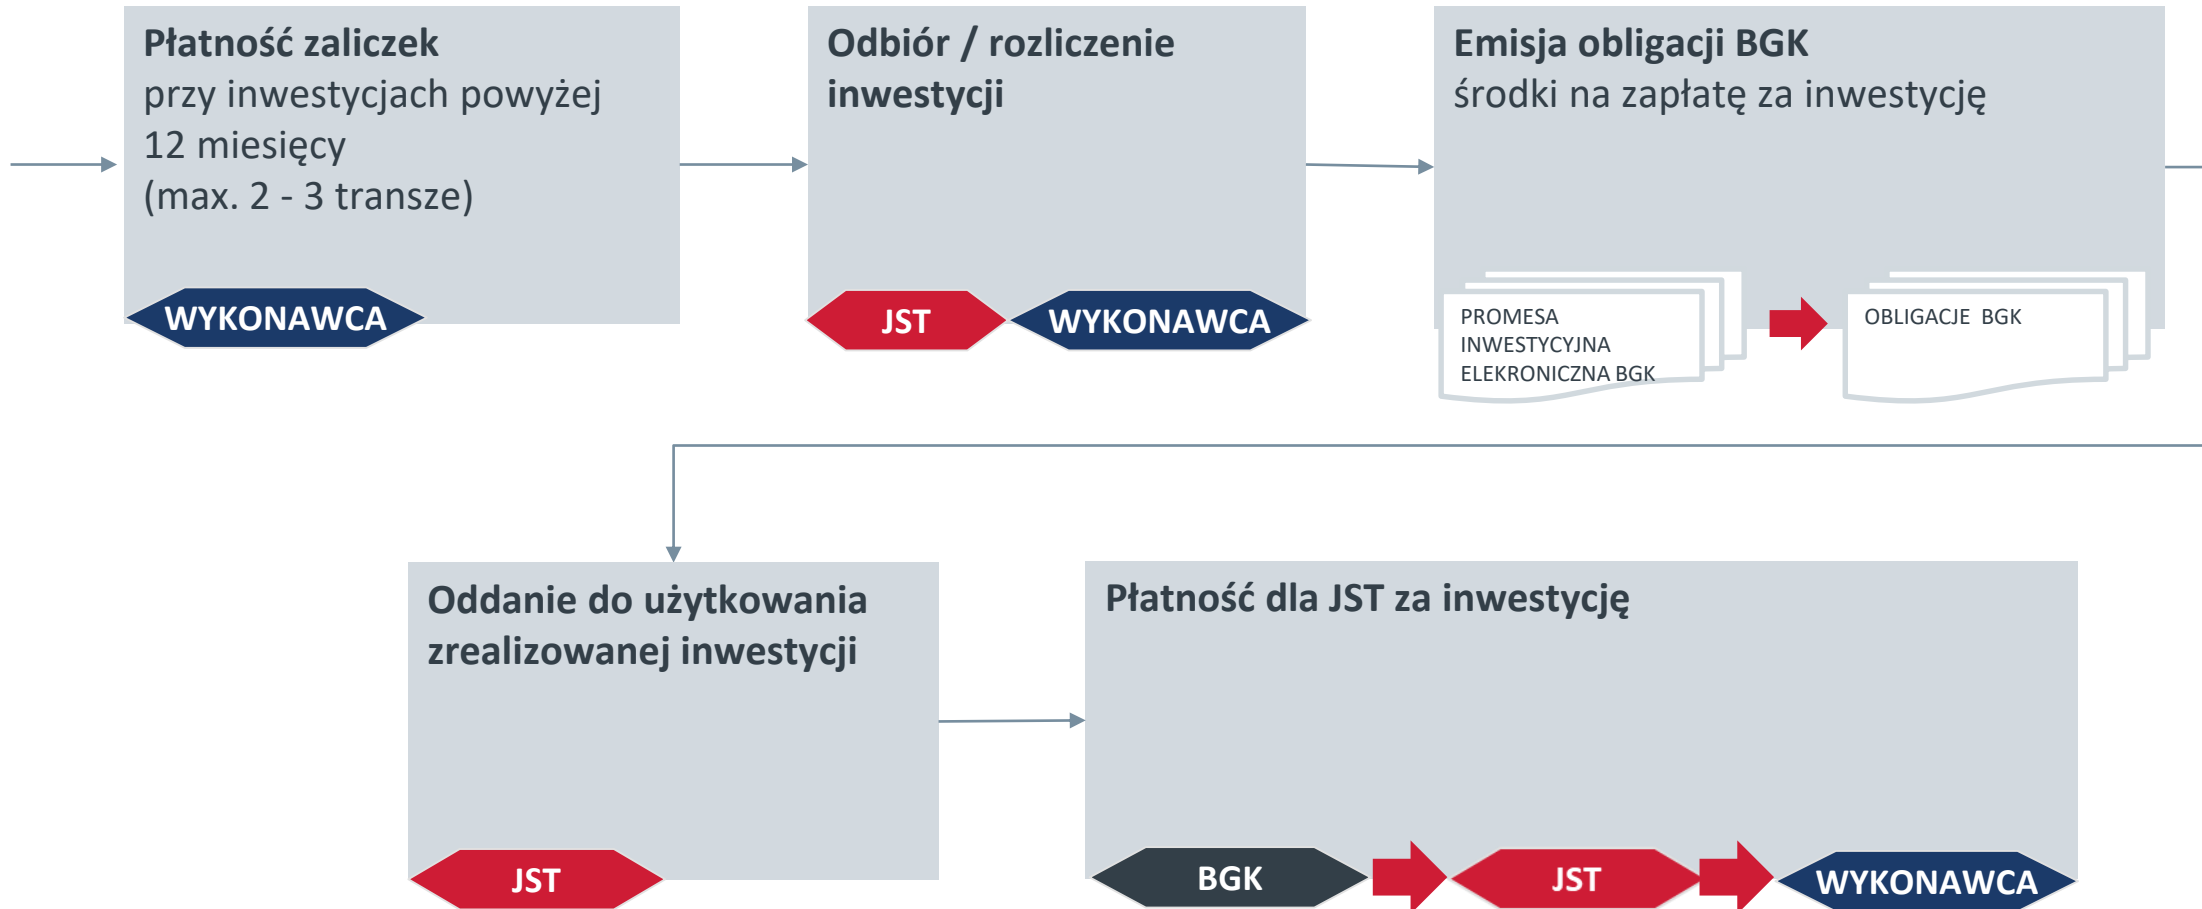 Płatność zaliczek
przy inwestycjach powyżej
12 miesięcy
(max. 2 - 3 transze)
WYKONAWCA
Odbiór / rozliczenie
inwestycji
JST
WYKONAWCA
Emisja obligacji BGK
środki na zapłatę za inwestycję
PROMESA
INWESTYCYJNA
ELEKRONICZNA BGK
OBLIGACJE BGK
Oddanie do użytkowania
zrealizowanej inwestycji
JST
Płatność dla JST za inwestycję
BGK
JST
WYKONAWCA